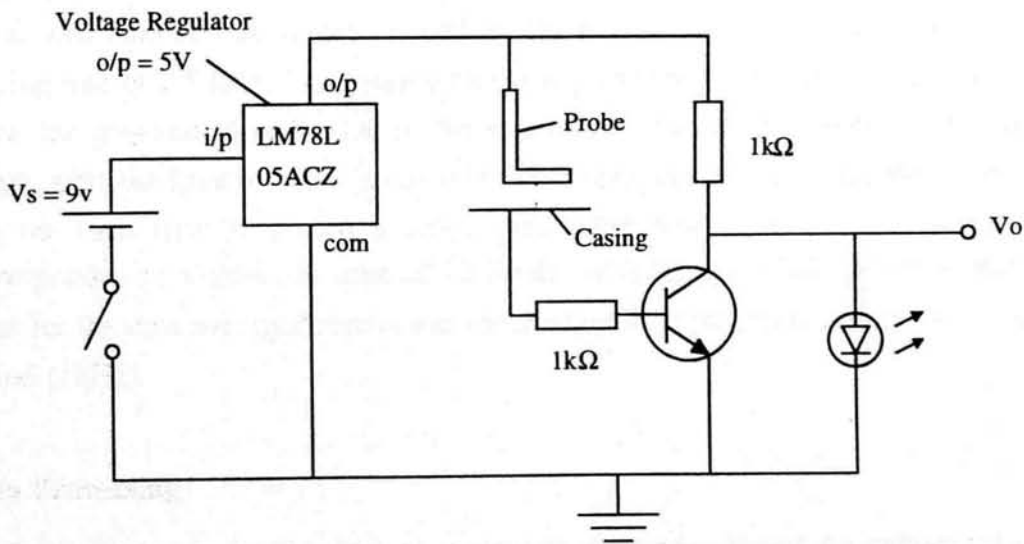 Voltage Regulator
o/p = 5V
o/p
i/p
LM78L
05ACZ
Probe
1kΩ
Vs = 9v
Vo
com
Casing
1kΩ